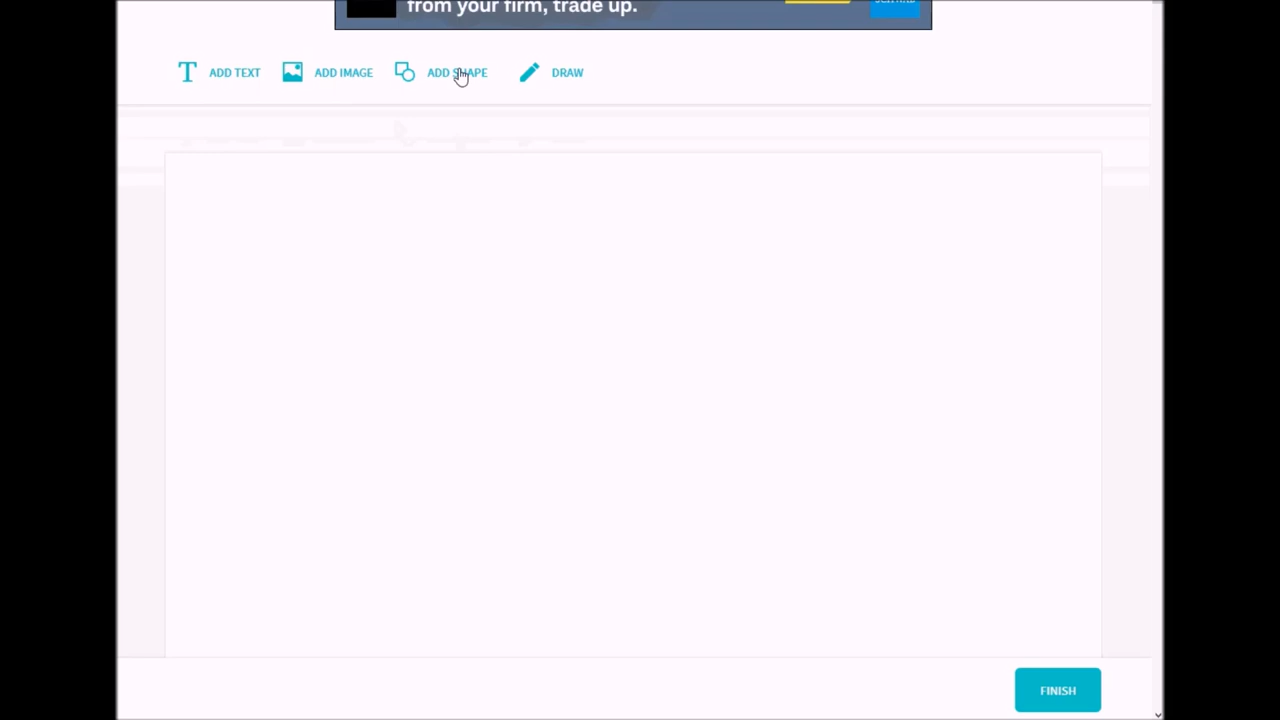 from your firm, trade up.
ADD TEXT ADD IMAGE ADD SHAPE DRAW
FINISH